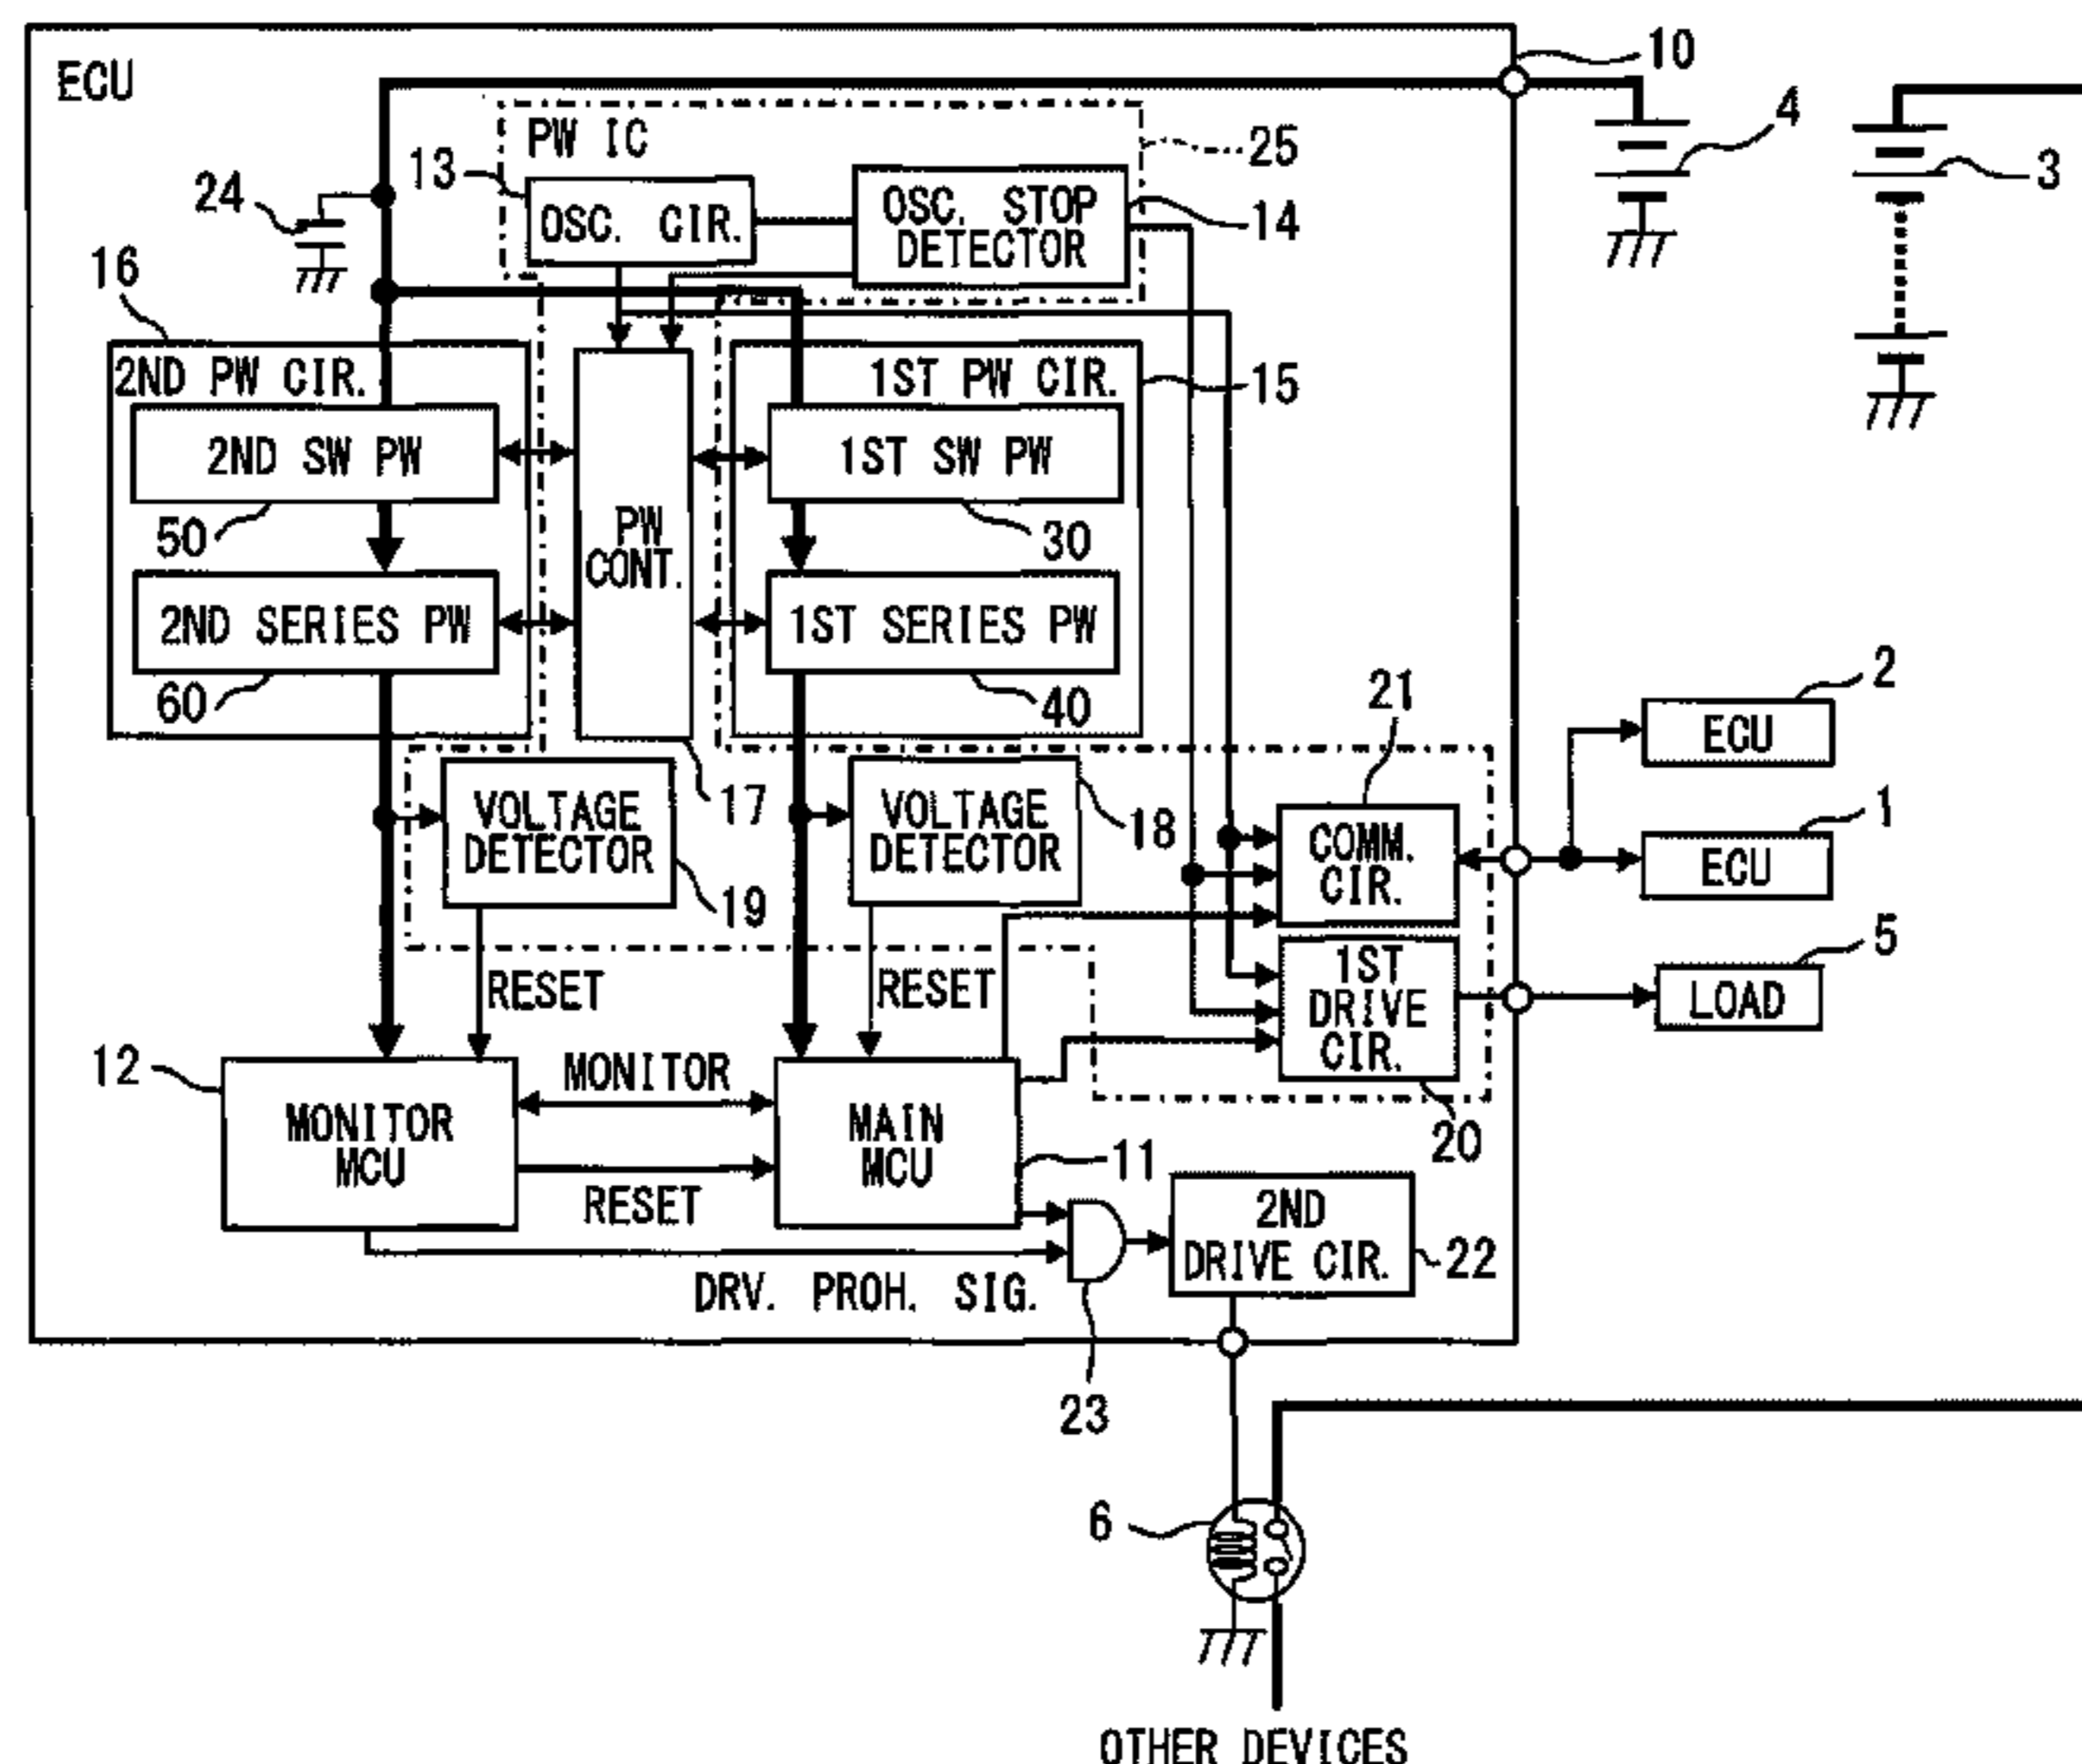 ECU
10
4
3
PW IC
25
13
24
OSC. CIR.
OSC. STOP
DETECTOR
14
16
2ND PW CIR.
1ST PW CIR.
15
2ND SW PW
1ST SW PW
50
PW
CONT.
30
2ND SERIES PW
1ST SERIES PW
60
40
21
2
ECU
VOLTAGE
DETECTOR
17
VOLTAGE
DETECTOR
18
COMM.
CIR.
1
ECU
19
5
LOAD
RESET
RESET
1ST
DRIVE
CIR.
12
MONITOR
MONITOR
MCU
MAIN
MCU
11
20
RESET
2ND
DRIVE CIR.
22
DRV. PROH. SIG.
23
6
OTHER DEVICES